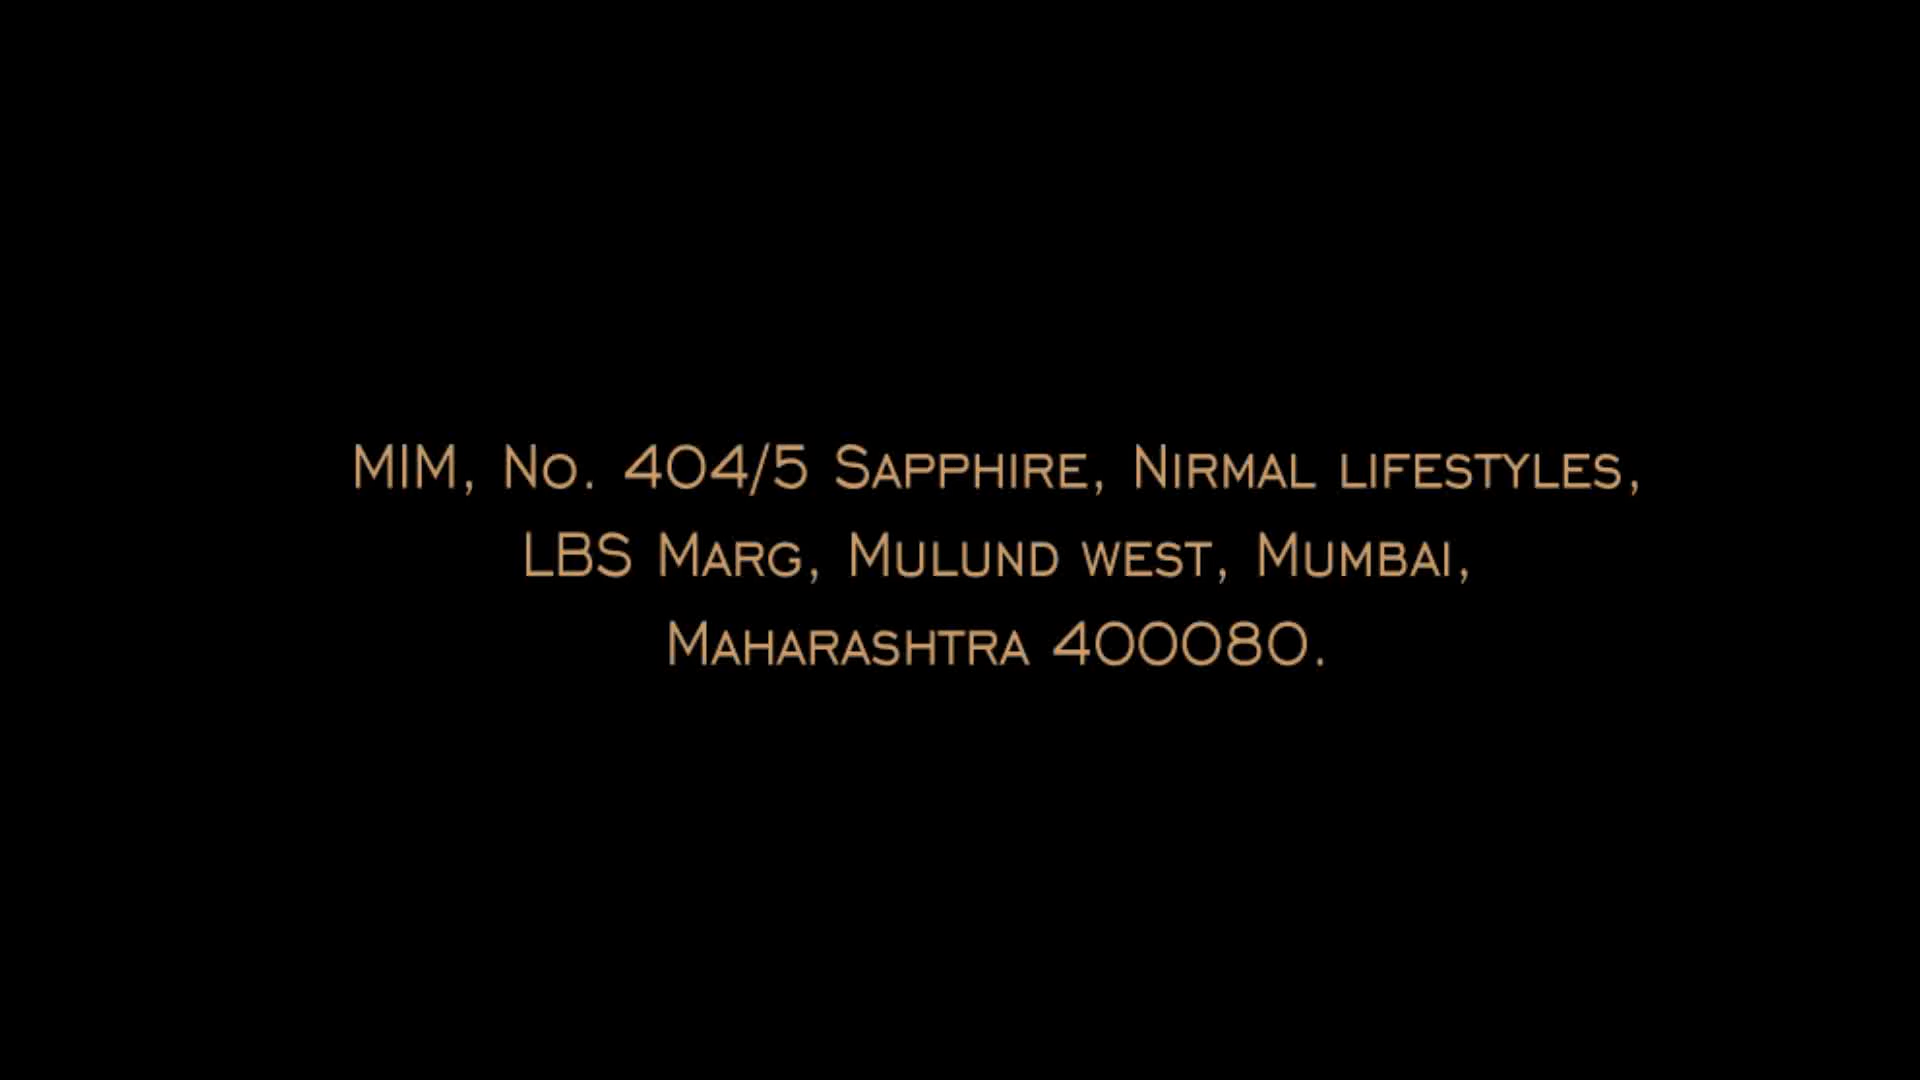 MIM, No. 404/5 Sapphire, Nirmal lifestyles,
LBS Marg, Mulund west, Mumbai,
Maharashtra 400080.